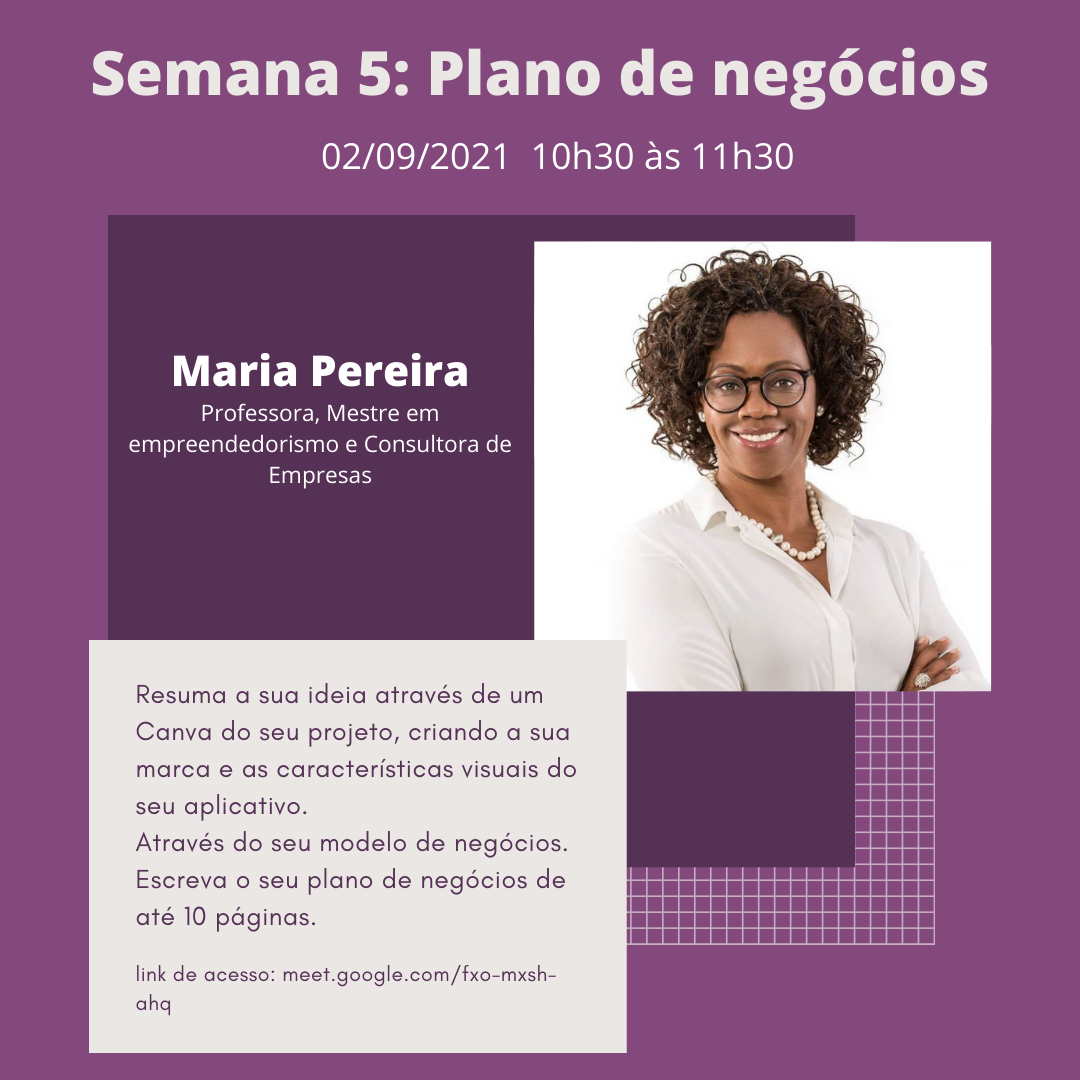 Semana 5: Plano de negócios
02/09/2021 10h30 às 11h30
Maria Pereira
Professora, Mestre em
empreendedorismo e Consultora de
Empresas
Resuma a sua ideia através de um
Canva do seu projeto, criando a sua
marca e as características visuais do
seu aplicativo.
Através do seu modelo de negócios.
Escreva o seu plano de negócios de
até 10 páginas.
link de acesso: meet.google.com/fxo-mxsh-
ahq